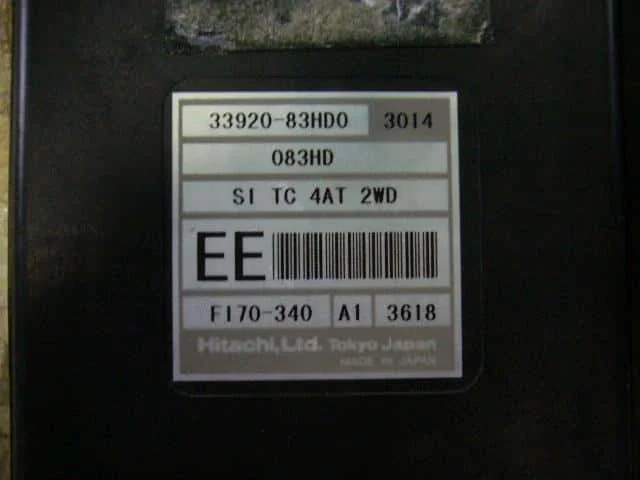 33920-83HD0 3014
083HD
SI TC 4AT 2WD
EE
FI70-340 A1 3618
Hitachi, Ltd. Tokyo Japan
MADE IN JAPAN